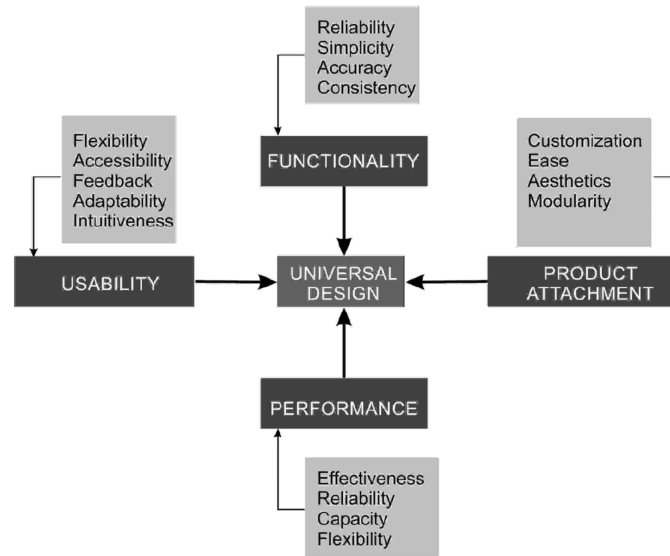 Reliability
Simplicity
Accuracy
Consistency
FUNCTIONALITY
Flexibility
Accessibility
Feedback
Adaptability
Intuitiveness
USABILITY
UNIVERSAL
DESIGN
Customization
Ease
Aesthetics
Modularity
PRODUCT
ATTACHMENT
PERFORMANCE
Effectiveness
Reliability
Capacity
Flexibility